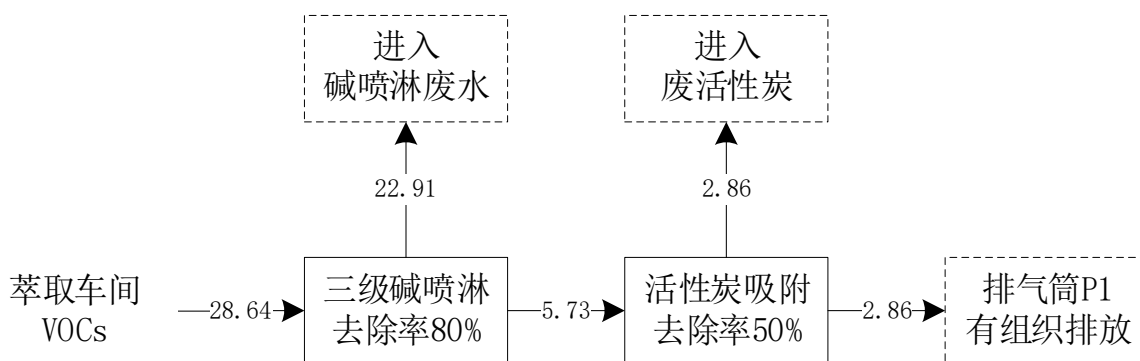 进入
碱喷淋废水
进入
废活性炭
22.91
2.86
萃取车间
VOCs
28.64
三级碱喷淋
去除率80%
5.73
活性炭吸附
去除率50%
2.86
排气筒P1
有组织排放